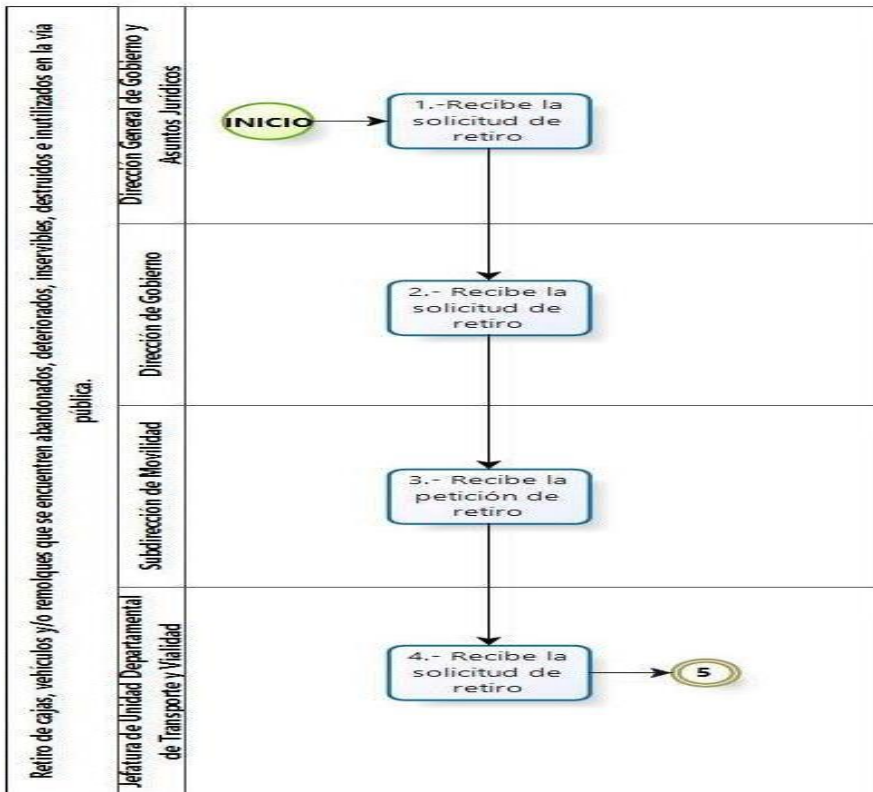 Retiro de cajas, vehículos y/o remolques que se encuentren abandonados, deteriorados, inservibles, destruidos e inutilizados en la vía
pública.
Dirección General de Gobierno y
Asuntos Jurídicos
INICIO
1.-Recibe la
solicitud de
retiro
Dirección de Gobierno
2.- Recibe la
solicitud de
retiro
Subdirección de Movilidad
3.- Recibe la
petición de
retiro
Jefatura de Unidad Departamental
de Transporte y Vialidad
4.- Recibe la
solicitud de
retiro
5